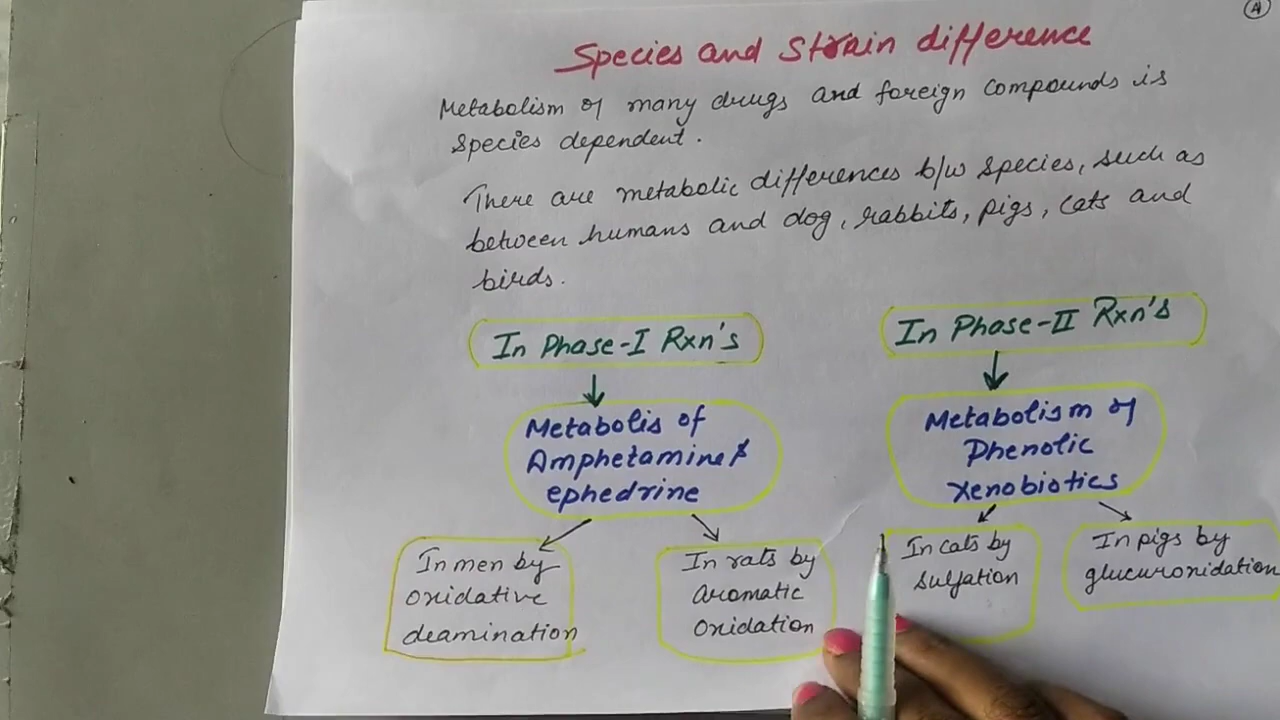 4
Species and Strain difference
Metabolism of many drugs and foreign compounds is
species dependent.
There are metabolic differences b/w species, such as
between humans and dog, rabbits, pigs, cats and
birds.
In Phase-I Rxn's
Metabolis of
Amphetamine &
ephedrine
In men by
oxidative
deamination
In rats by
aromatic
oxidation
In Phase-II Rxn's
Metabolism of
Phenolic
xenobiotics
In cats by
sulfation
In pigs by
glucuronidation